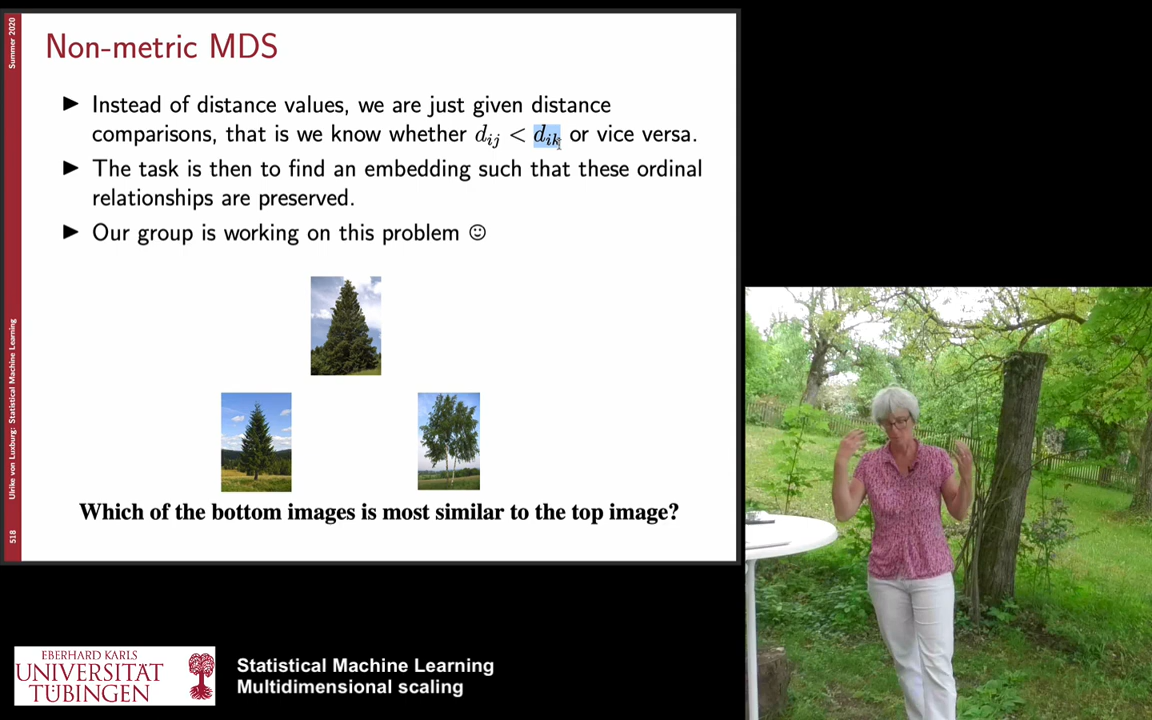 Summer 2020
Non-metric MDS
▶ Instead of distance values, we are just given distance
comparisons, that is we know whether d_ij < d_ik or vice versa.
▶ The task is then to find an embedding such that these ordinal
relationships are preserved.
▶ Our group is working on this problem ☺
Ulrike von Luxburg: Statistical Machine Learning
Which of the bottom images is most similar to the top image?
518
EBERHARD KARLS
UNIVERSITÄT
TÜBINGEN
Statistical Machine Learning
Multidimensional scaling